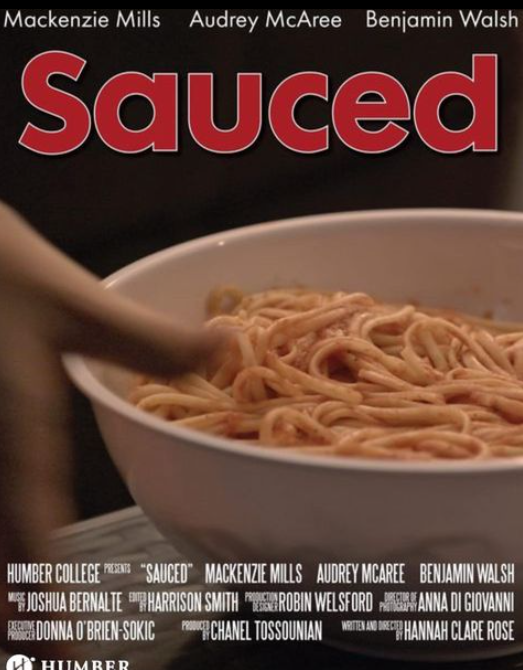 Mackenzie Mills Audrey McAree Benjamin Walsh
Sauced
HUMBER COLLEGE PRESENTS "SAUCED" MACKENZIE MILLS AUDREY MCAREE BENJAMIN WALSH
MUSIC BY JOSHUA BERNALTE EDITED BY HARRISON SMITH PRODUCTION DESIGNER ROBIN WELSFORD DIRECTOR OF PHOTOGRAPHY ANNA DI GIOVANNI
EXECUTIVE PRODUCER DONNA O'BRIEN-SOKIC PRODUCED BY CHANEL TOSSOUNIAN WRITTEN AND DIRECTED BY HANNAH CLARE ROSE
HUMBER